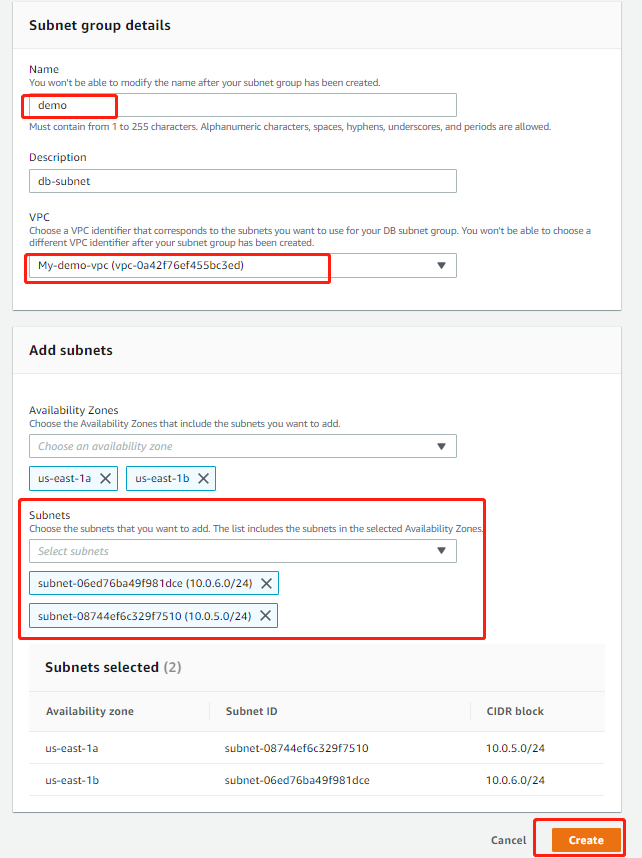 Subnet group details
Name
You won't be able to modify the name after your subnet group has been created.
demo
Must contain from 1 to 255 characters. Alphanumeric characters, spaces, hyphens, underscores, and periods are allowed.
Description
db-subnet
VPC
Choose a VPC identifier that corresponds to the subnets you want to use for your DB subnet group. You won't be able to choose a
different VPC identifier after your subnet group has been created.
My-demo-vpc (vpc-0a42f76ef455bc3ed)
Add subnets
Availability Zones
Choose the Availability Zones that include the subnets you want to add.
Choose an availability zone
us-east-1a us-east-1b
Subnets
Choose the subnets that you want to add. The list includes the subnets in the selected Availability Zones.
Select subnets
subnet-06ed76ba49f981dce (10.0.6.0/24)
subnet-08744ef6c329f7510 (10.0.5.0/24)
Subnets selected (2)
Availability zone Subnet ID CIDR block
us-east-1a subnet-08744ef6c329f7510 10.0.5.0/24
us-east-1b subnet-06ed76ba49f981dce 10.0.6.0/24
Cancel Create